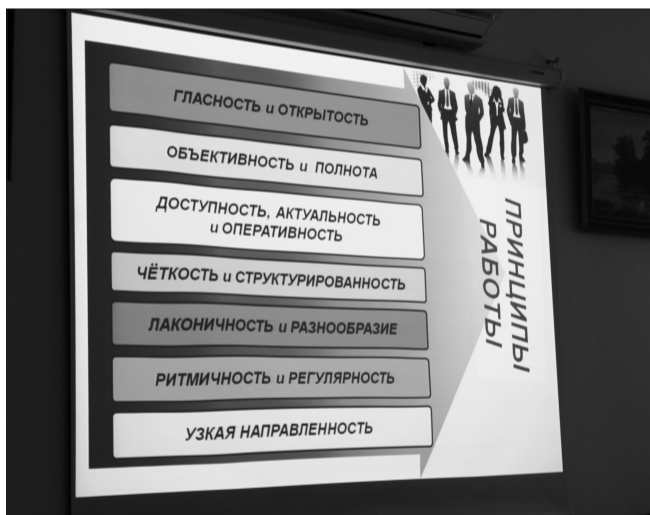 ГЛАСНОСТЬ и ОТКРЫТОСТЬ
ОБЪЕКТИВНОСТЬ и ПОЛНОТА
ДОСТУПНОСТЬ, АКТУАЛЬНОСТЬ
и ОПЕРАТИВНОСТЬ
ЧЁТКОСТЬ и СТРУКТУРИРОВАННОСТЬ
ЛАКОНИЧНОСТЬ и РАЗНООБРАЗИЕ
РИТМИЧНОСТЬ и РЕГУЛЯРНОСТЬ
УЗКАЯ НАПРАВЛЕННОСТЬ
ПРИНЦИПЫ
РАБОТЫ